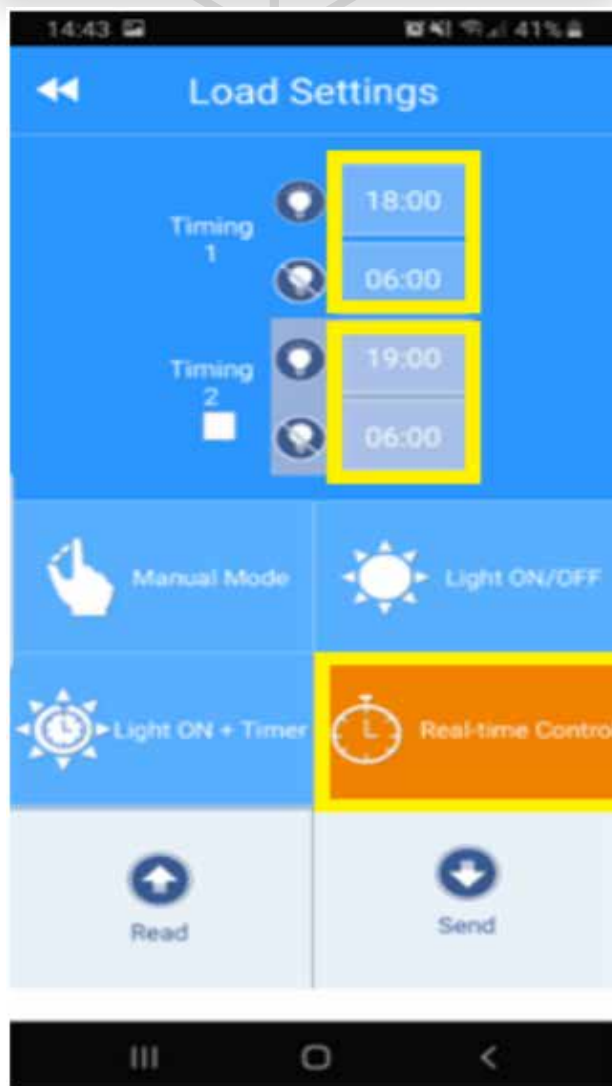 14:43 41%
Load Settings
Timing
1
18:00
06:00
Timing
2
19:00
06:00
Manual Mode
Light ON/OFF
Light ON + Timer
Real-time Contro
Read
Send